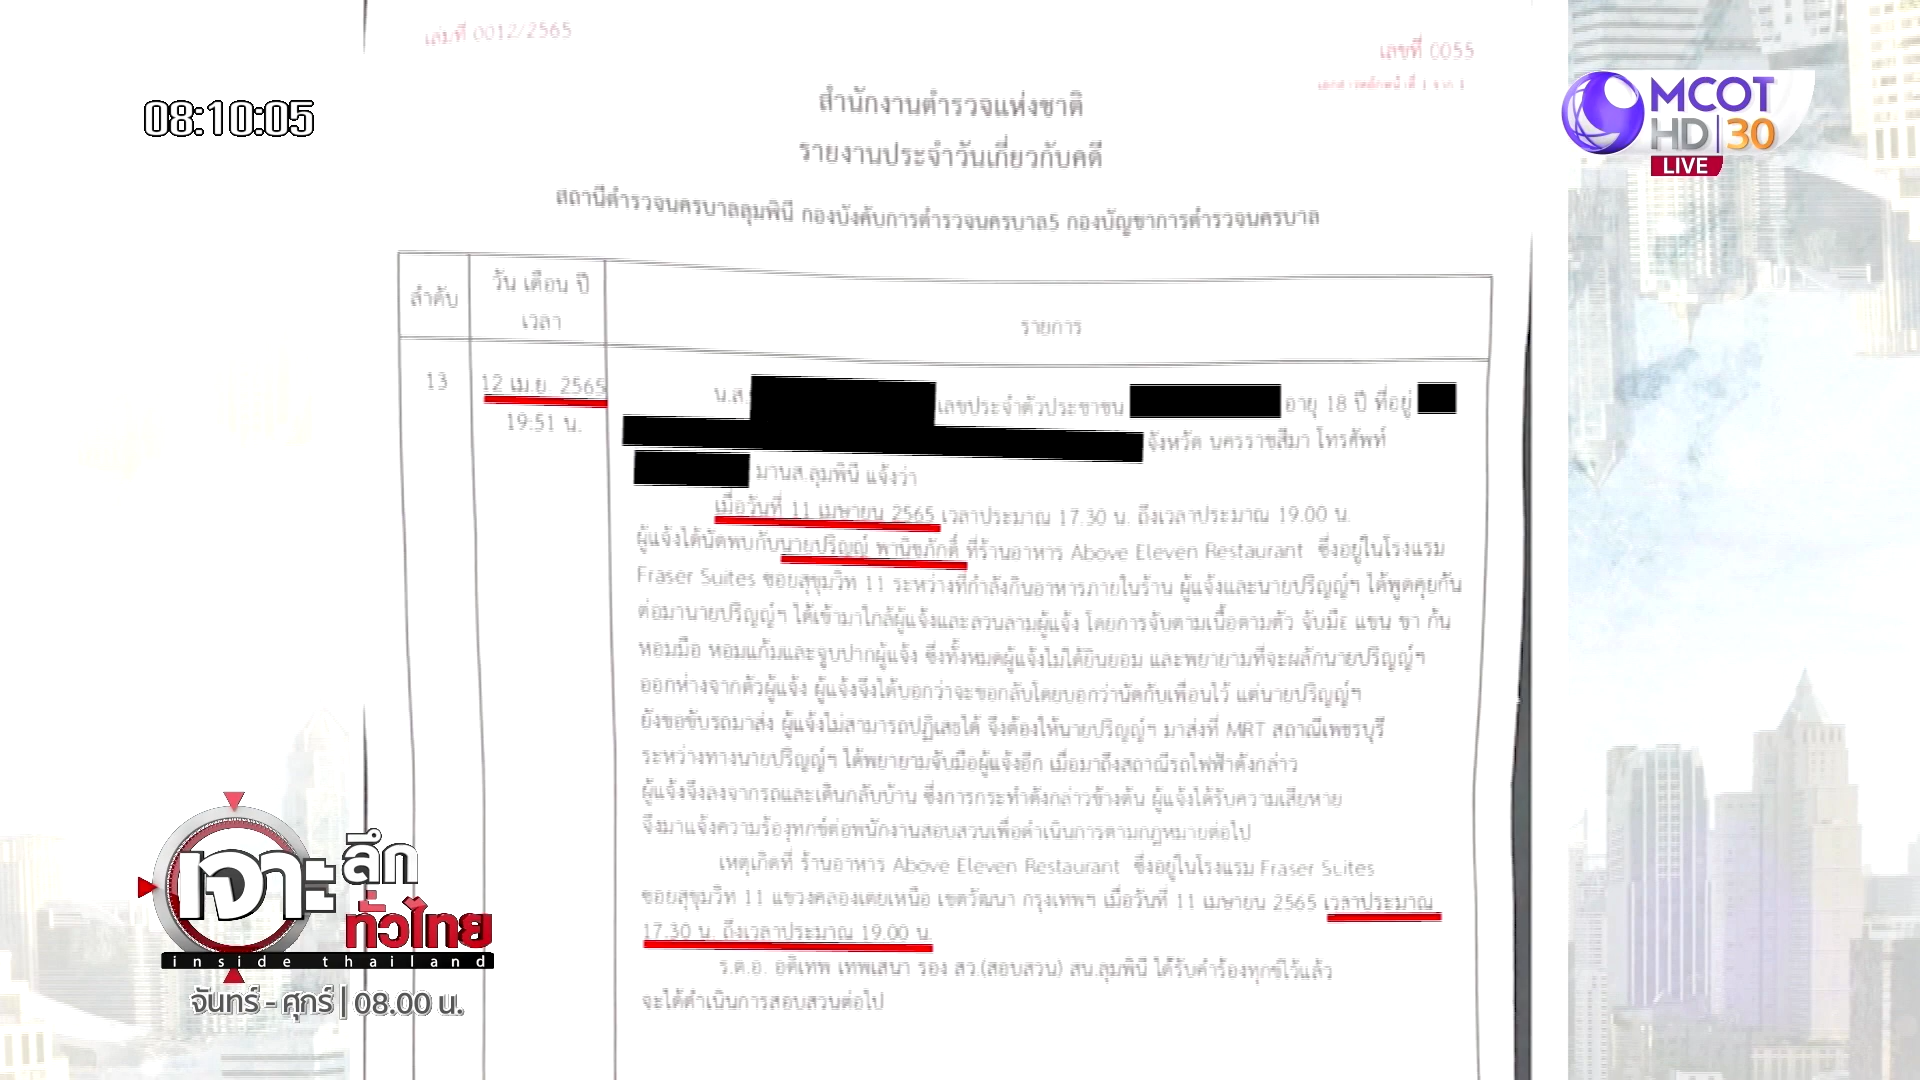 เล่มที่ 0012/2565
เลขที่ 0055
08:10:05
MCOT
HD 30
LIVE
สำนักงานตำรวจแห่งชาติ
รายงานประจำวันเกี่ยวกับคดี
สถานีตำรวจนครบาลลุมพินี กองบังคับการตำรวจนครบาล5 กองบัญชาการตำรวจนครบาล
ลำดับ
วัน เดือน ปี
เวลา
รายการ
13
12 เม.ย. 2565
19:51 น.
น.ส. เลขประจำตัวประชาชน อายุ 18 ปี ที่อยู่
จังหวัด นครราชสีมา โทรศัพท์
มาบส.ลุมพินี แจ้งว่า
เมื่อวันที่ 11 เมษายน 2565 เวลาประมาณ 17.30 น. ถึงเวลาประมาณ 19.00 น.
ผู้แจ้งได้นัดพบกับนายปริญญ์ พานิชภักดิ์ ที่ร้านอาหาร Above Eleven Restaurant ซึ่งอยู่ในโรงแรม
Fraser Suites ซอยสุขุมวิท 11 ระหว่างที่กำลังกินอาหารภายในร้าน ผู้แจ้งและนายปริญญ์ฯ ได้พูดคุยกัน
ต่อมานายปริญญ์ฯ ได้เข้ามาใกล้ผู้แจ้งและลวนลามผู้แจ้ง โดยการจับตามเนื้อตามตัว จับมือ แขน ขา ก้น
หอมมือ หอมแก้มและจูบปากผู้แจ้ง ซึ่งทั้งหมดผู้แจ้งไม่ได้ยินยอม และพยายามที่จะผลักนายปริญญ์ฯ
ออกห่างจากตัวผู้แจ้ง ผู้แจ้งจึงได้บอกว่าจะขอกลับโดยบอกว่านัดกับเพื่อนไว้ แต่นายปริญญ์ฯ
ยังขอขับรถมาส่ง ผู้แจ้งไม่สามารถปฏิเสธได้ จึงต้องให้นายปริญญ์ฯ มาส่งที่ MRT สถานีเพชรบุรี
ระหว่างทางนายปริญญ์ฯ ได้พยายามจับมือผู้แจ้งอีก เมื่อมาถึงสถานีรถไฟฟ้าดังกล่าว
ผู้แจ้งจึงลงจากรถและเดินกลับบ้าน ซึ่งการกระทำดังกล่าวข้างต้น ผู้แจ้งได้รับความเสียหาย
จึงมาแจ้งความร้องทุกข์ต่อพนักงานสอบสวนเพื่อดำเนินการตามกฎหมายต่อไป
เหตุเกิดที่ ร้านอาหาร Above Eleven Restaurant ซึ่งอยู่ในโรงแรม Fraser Suites
ซอยสุขุมวิท 11 แขวงคลองเตยเหนือ เขตวัฒนา กรุงเทพฯ เมื่อวันที่ 11 เมษายน 2565 เวลาประมาณ
17.30 น. ถึงเวลาประมาณ 19.00 น.
ร.ต.อ. อดิเทพ เทพเสนา รอง สว.(สอบสวน) สน.ลุมพินี ได้รับคำร้องทุกข์ไว้แล้ว
จะได้ดำเนินการสอบสวนต่อไป
เจาะลึก
ทั่วไทย
inside thailand
จันทร์ - ศุกร์ | 08.00 น.